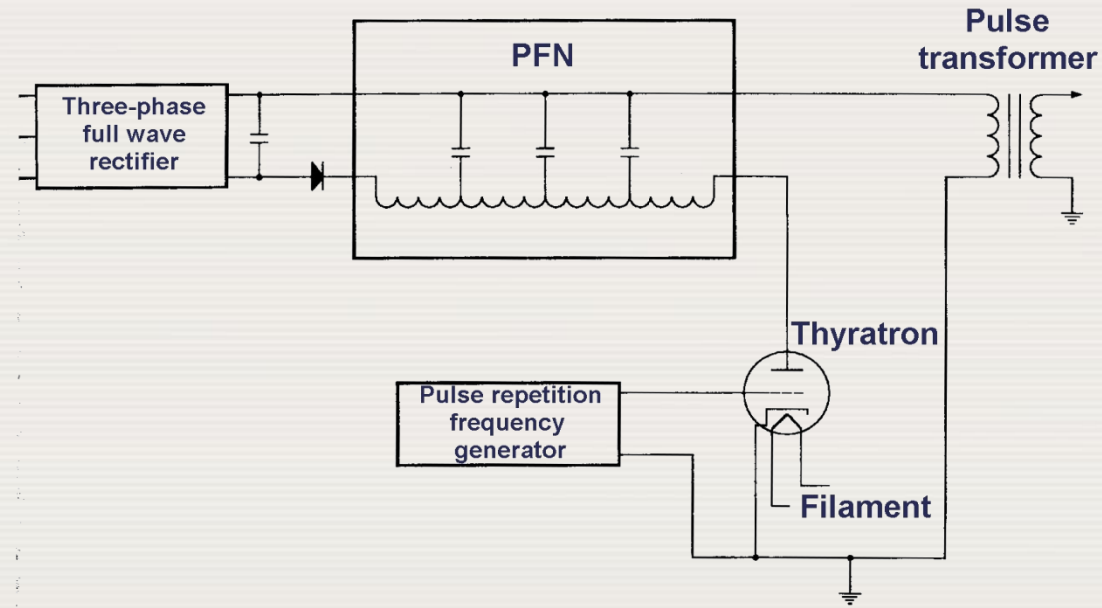 Pulse
transformer
PFN
Three-phase
full wave
rectifier
Thyratron
Pulse repetition
frequency
generator
Filament